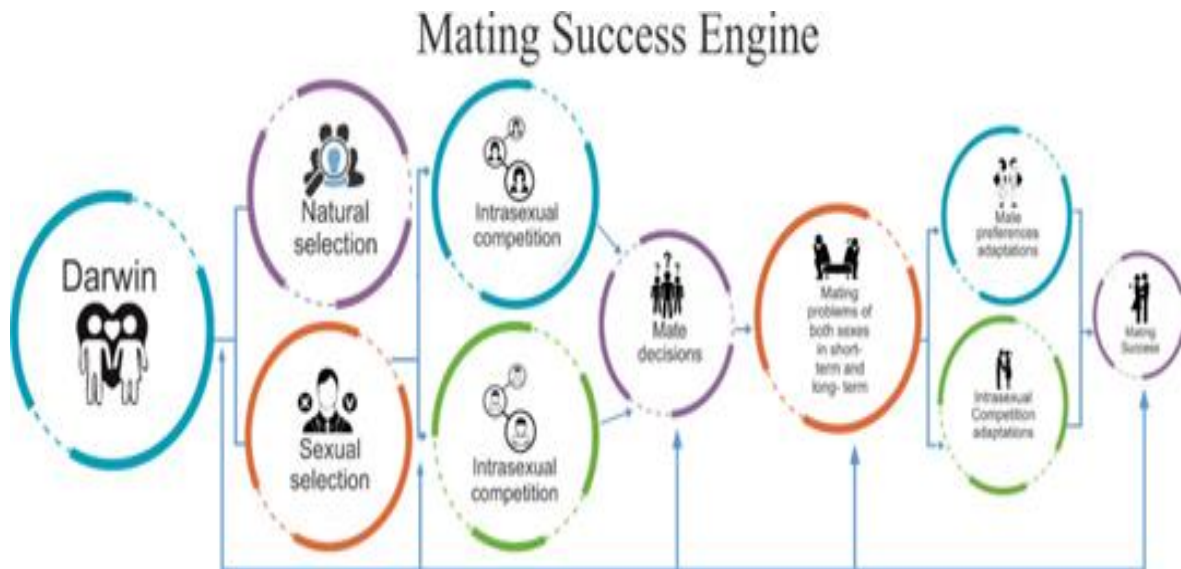 Mating Success Engine
Darwin
Natural
selection
Sexual
selection
Intrasexual
competition
Intrasexual
competition
Mate
decisions
Mating
problems of
both sexes
in short-
term and
long- term
Mate
preferences
adaptations
Intrasexual
Competition
adaptations
Mating
Success